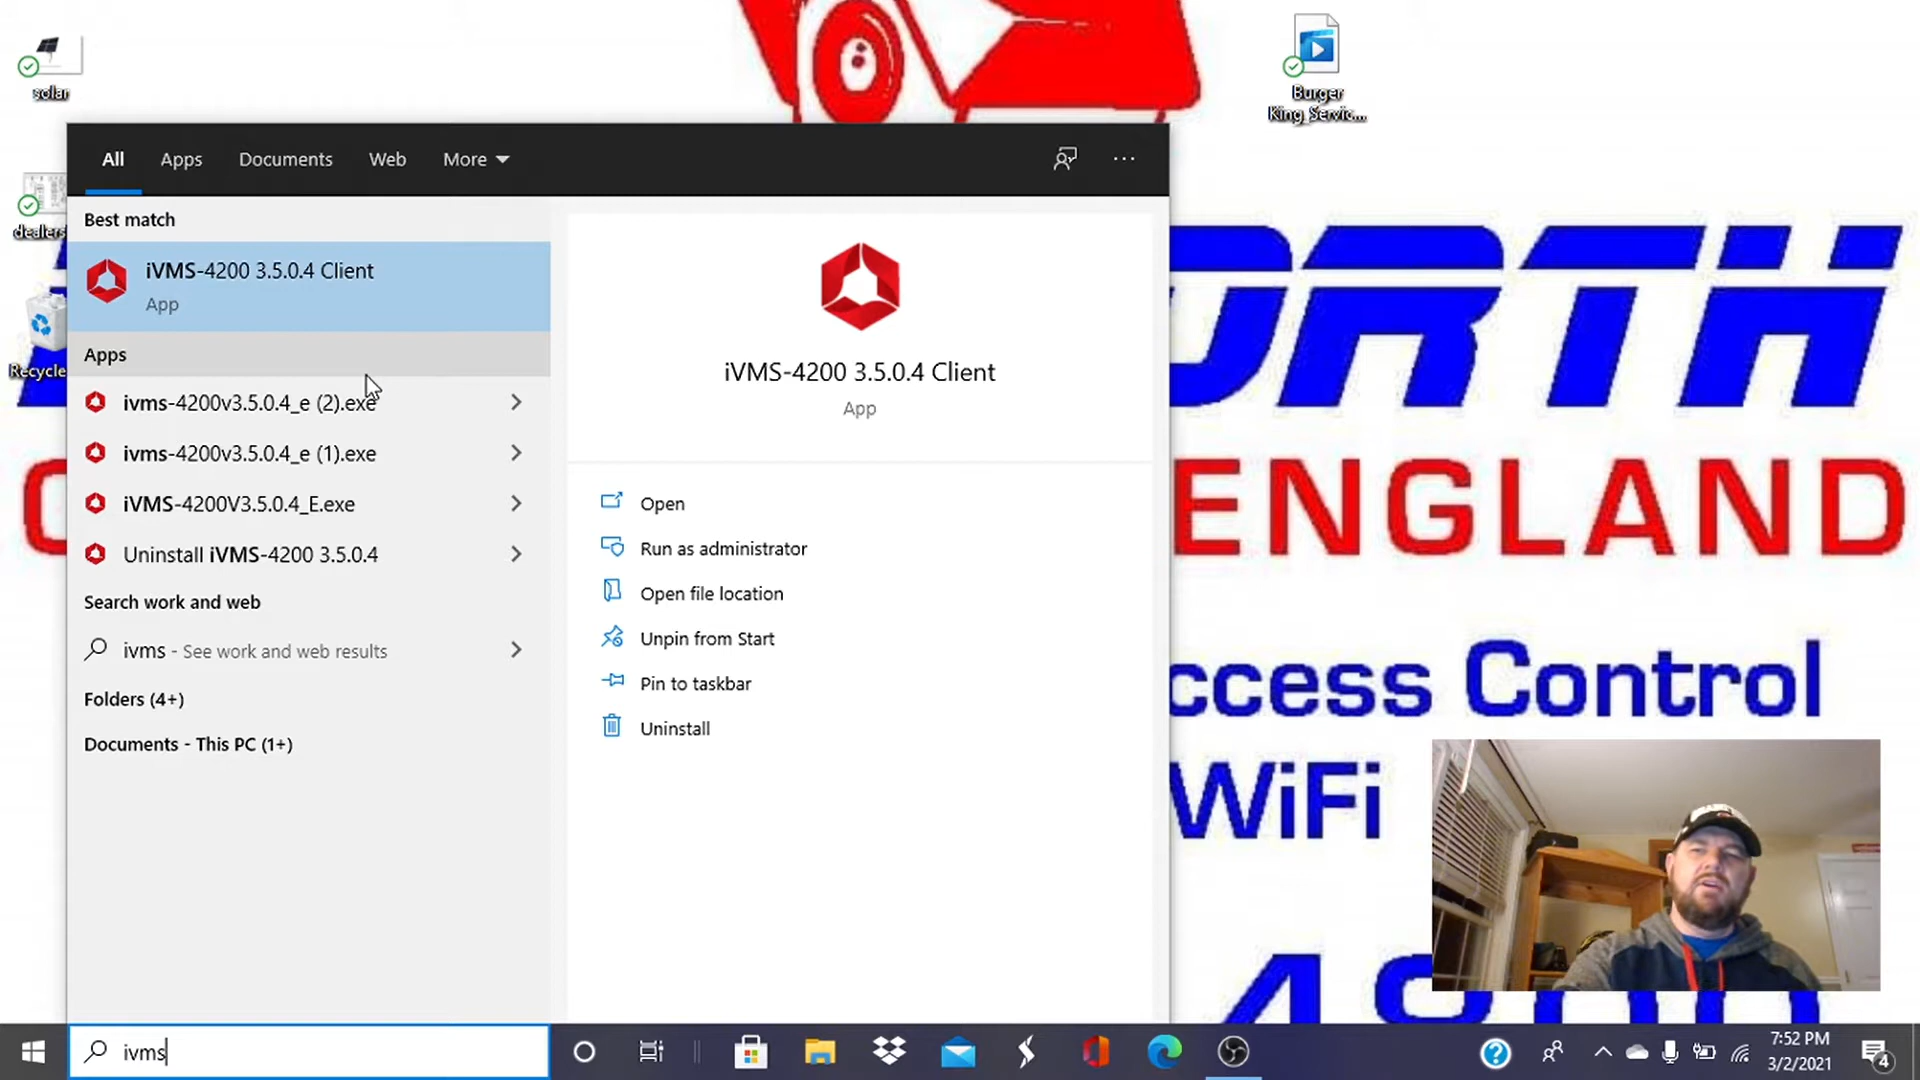 solar
Burger
King_Servic...
All
Apps
Documents
Web
More
...
Best match
iVMS-4200 3.5.0.4 Client
App
Apps
ivms-4200v3.5.0.4_e (2).exe
ivms-4200v3.5.0.4_e (1).exe
iVMS-4200V3.5.0.4_E.exe
Uninstall iVMS-4200 3.5.0.4
Search work and web
ivms - See work and web results
Folders (4+)
Documents - This PC (1+)
iVMS-4200 3.5.0.4 Client
App
Open
Run as administrator
Open file location
Unpin from Start
Pin to taskbar
Uninstall
dealers
Recycle
ORTH
ENGLAND
ccess Control
WiFi
ivms
7:52 PM
3/2/2021
4